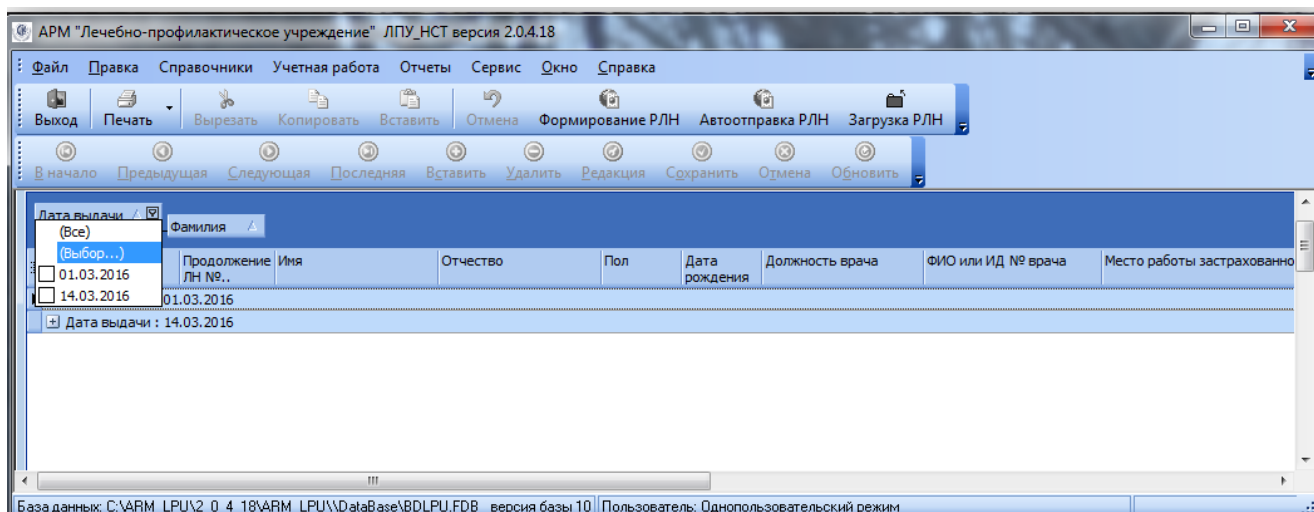 АРМ "Лечебно-профилактическое учреждение" ЛПУ_НСТ версия 2.0.4.18
Файл Правка Справочники Учетная работа Отчеты Сервис Окно Справка
Выход Печать Вырезать Копировать Вставить Отмена Формирование РЛН Автоотправка РЛН Загрузка РЛН
В начало Предыдущая Следующая Последняя Вставить Удалить Редакция Сохранить Отмена Обновить
Дата выдачи Фамилия
(Все)
(Выбор...)
01.03.2016
14.03.2016
Продолжение ЛН №.. Имя Отчество Пол Дата рождения Должность врача ФИО или ИД № врача Место работы застрахованно
01.03.2016
Дата выдачи : 14.03.2016
База данных: C:\ARM_LPU\2_0_4_18\ARM_LPU\\DataBase\BDLPU.FDB версия базы 10 Пользователь: Однопользовательский режим